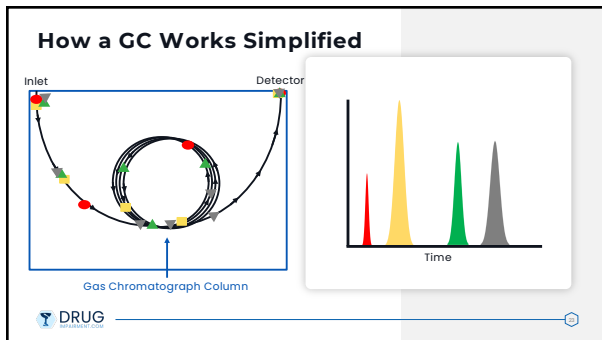 How a GC Works Simplified
Inlet
Detector
Time
Gas Chromatograph Column
DRUG
IMPAIRMENT.COM